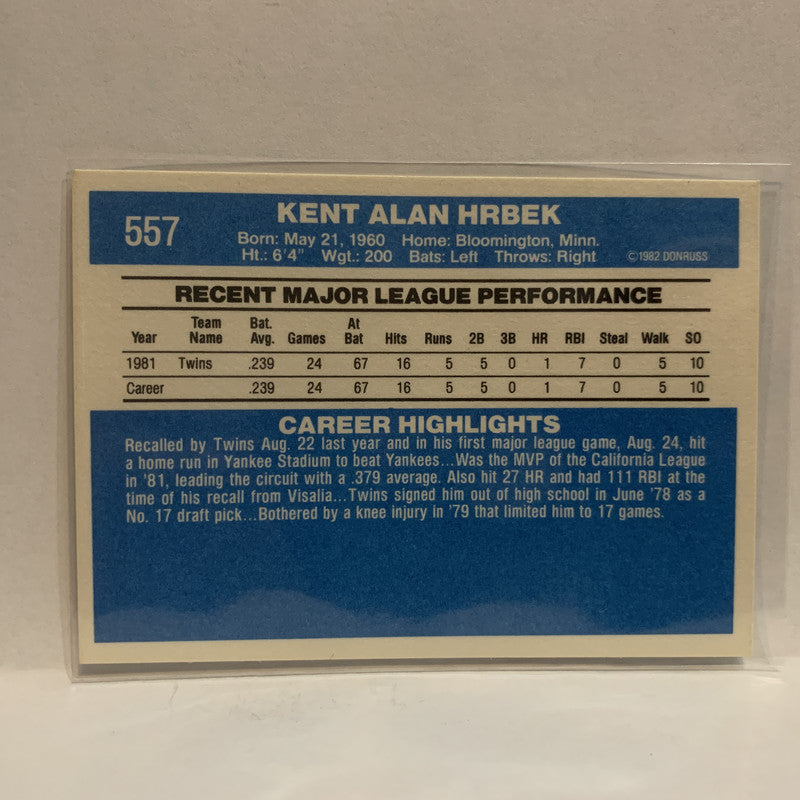 557
KENT ALAN HRBEK
Born: May 21, 1960 Home: Bloomington, Minn.
Ht.: 6'4" Wgt.: 200 Bats: Left Throws: Right
©1982 DONRUSS
RECENT MAJOR LEAGUE PERFORMANCE
Year Team Name Bat. Avg. Games At Bat Hits Runs 2B 3B HR RBI Steal Walk SO
1981 Twins .239 24 67 16 5 5 0 1 7 0 5 10
Career .239 24 67 16 5 5 0 1 7 0 5 10
CAREER HIGHLIGHTS
Recalled by Twins Aug. 22 last year and in his first major league game, Aug. 24, hit
a home run in Yankee Stadium to beat Yankees...Was the MVP of the California League
in '81, leading the circuit with a .379 average. Also hit 27 HR and had 111 RBI at the
time of his recall from Visalia...Twins signed him out of high school in June '78 as a
No. 17 draft pick...Bothered by a knee injury in '79 that limited him to 17 games.